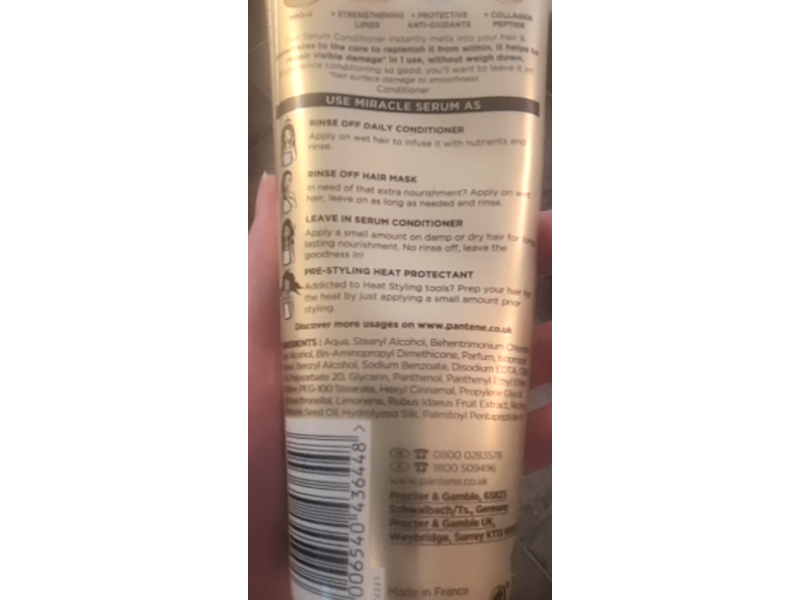 PRO-V + STRENGTHENING LIPIDS + PROTECTIVE ANTI-OXIDANTS + COLLAGEN PEPTIDE
Serum Conditioner instantly melts into your hair &
to the core to replenish it from within. It helps
visible damage* in 1 use, without weigh down.
conditioning so good, you'll want to leave it in!
*hair surface damage to smoothness
Conditioner
USE MIRACLE SERUM AS
RINSE OFF DAILY CONDITIONER
Apply on wet hair to infuse it with nutrients and
rinse.
RINSE OFF HAIR MASK
In need of that extra nourishment? Apply on wet
hair, leave on as long as needed and rinse.
LEAVE IN SERUM CONDITIONER
Apply a small amount on damp or dry hair for long
lasting nourishment. No rinse off, leave the
goodness in!
PRE-STYLING HEAT PROTECTANT
Addicted to Heat Styling tools? Prep your hair for
the heat by just applying a small amount prior
styling.
Discover more usages on www.pantene.co.uk
INGREDIENTS: Aqua, Stearyl Alcohol, Behentrimonium
Alcohol, Bis-Aminopropyl Dimethicone, Parfum, Isopropyl
Benzyl Alcohol, Sodium Benzoate, Disodium EDTA,
Polysorbate 20, Glycerin, Panthenol, Panthenyl Ethyl
PEG-100 Stearate, Hexyl Cinnamal, Propylene Glycol,
Limonene, Rubus Idaeus Fruit Extract,
Seed Oil, Hydrolyzed Silk, Palmitoyl
0800 0283578
1800 509496
www.pantene.co.uk
Procter & Gamble, 65823
Schwalbach/Ts., Germany
Procter & Gamble UK,
Weybridge, Surrey KT13
006540 436448 >
Made in France